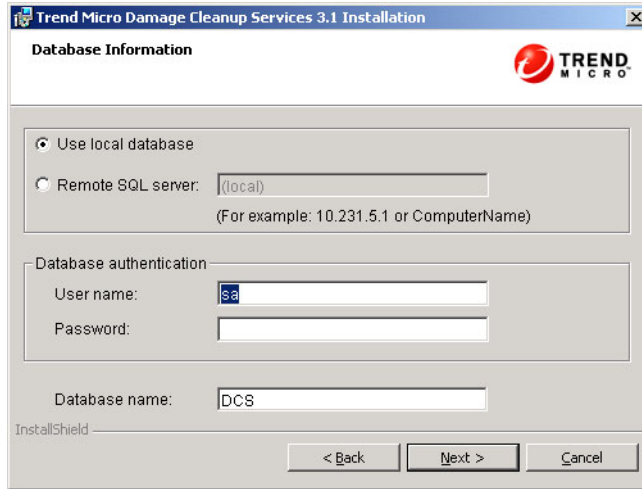 Trend Micro Damage Cleanup Services 3.1 Installation
Database Information
TREND
MICRO
Use local database
Remote SQL server: (local)
(For example: 10.231.5.1 or ComputerName)
Database authentication
User name: sa
Password:
Database name: DCS
InstallShield
< Back Next > Cancel